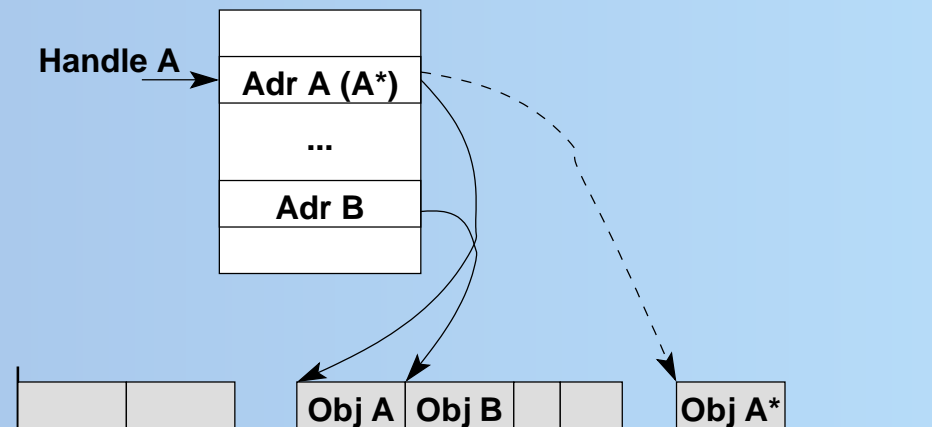 Handle A
Adr A (A*)
...
Adr B
Obj A
Obj B
Obj A*